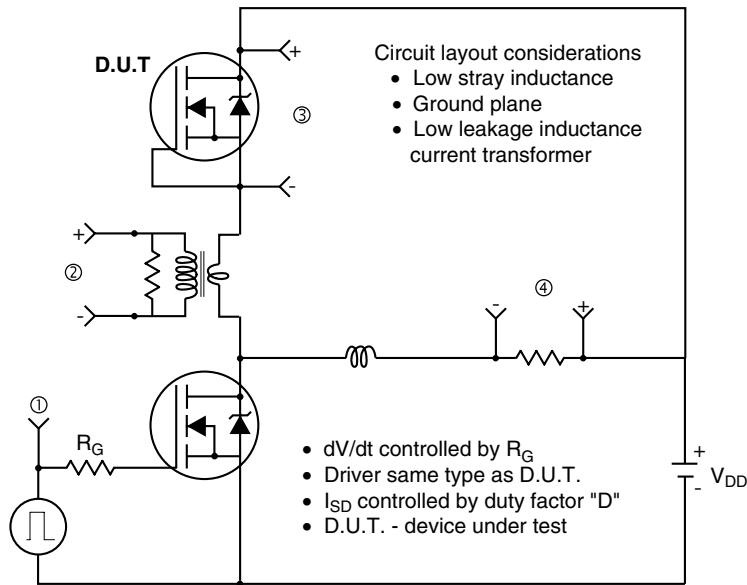 D.U.T
+
③
-
Circuit layout considerations
• Low stray inductance
• Ground plane
• Low leakage inductance
current transformer
+
②
-
④
-
+
①
R_G
• dV/dt controlled by R_G
• Driver same type as D.U.T.
• I_SD controlled by duty factor "D"
• D.U.T. - device under test
+
-
V_DD